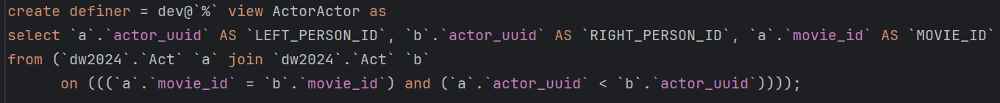 create definer = dev@`%` view ActorActor as
select `a`.`actor_uuid` AS `LEFT_PERSON_ID`, `b`.`actor_uuid` AS `RIGHT_PERSON_ID`, `a`.`movie_id` AS `MOVIE_ID`
from (`dw2024`.`Act` `a` join `dw2024`.`Act` `b`
on (((`a`.`movie_id` = `b`.`movie_id`) and (`a`.`actor_uuid` < `b`.`actor_uuid`))));